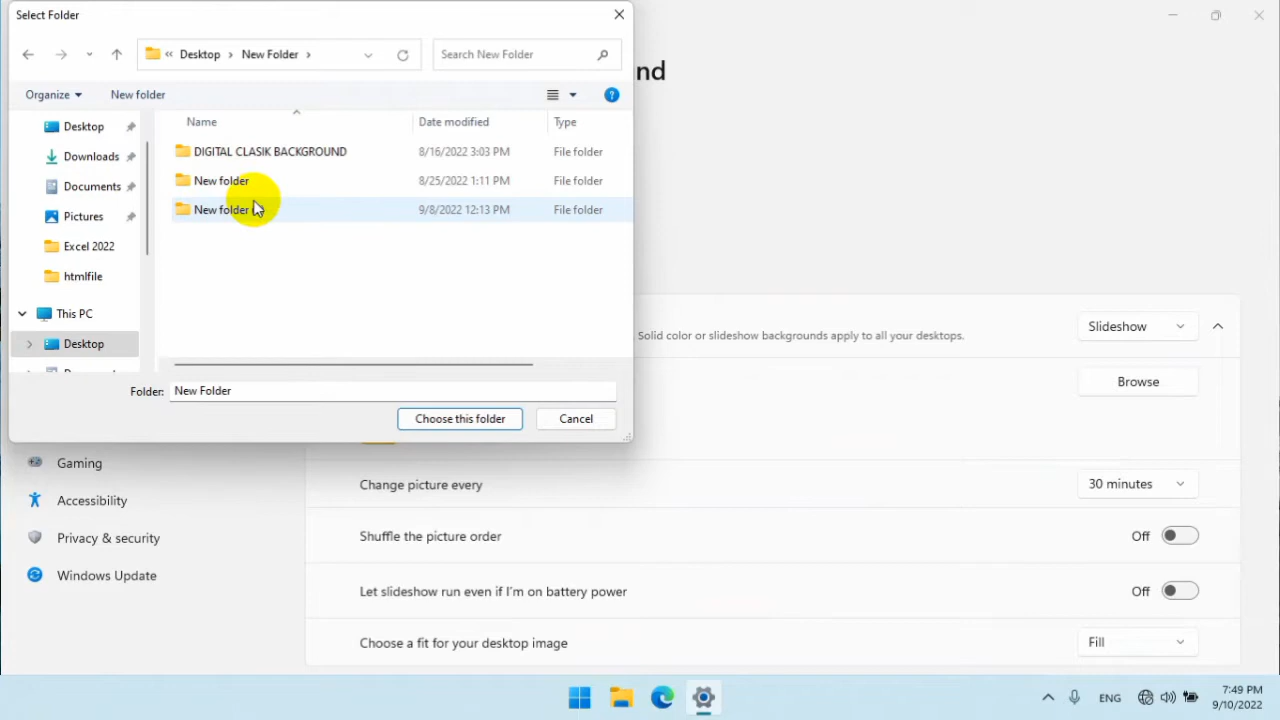 Select Folder
nd
« Desktop › New Folder ›
Search New Folder
Organize
New folder
?
Name
Date modified
Type
Desktop
Downloads
Documents
Pictures
Excel 2022
htmlfile
This PC
Desktop
DIGITAL CLASIK BACKGROUND 8/16/2022 3:03 PM File folder
New folder 8/25/2022 1:11 PM File folder
New folder 9/8/2022 12:13 PM File folder
Folder: New Folder
Choose this folder
Cancel
Solid color or slideshow backgrounds apply to all your desktops.
Slideshow
Browse
Gaming
Accessibility
Privacy & security
Windows Update
Change picture every
30 minutes
Shuffle the picture order
Off
Let slideshow run even if I'm on battery power
Off
Choose a fit for your desktop image
Fill
ENG
7:49 PM
9/10/2022